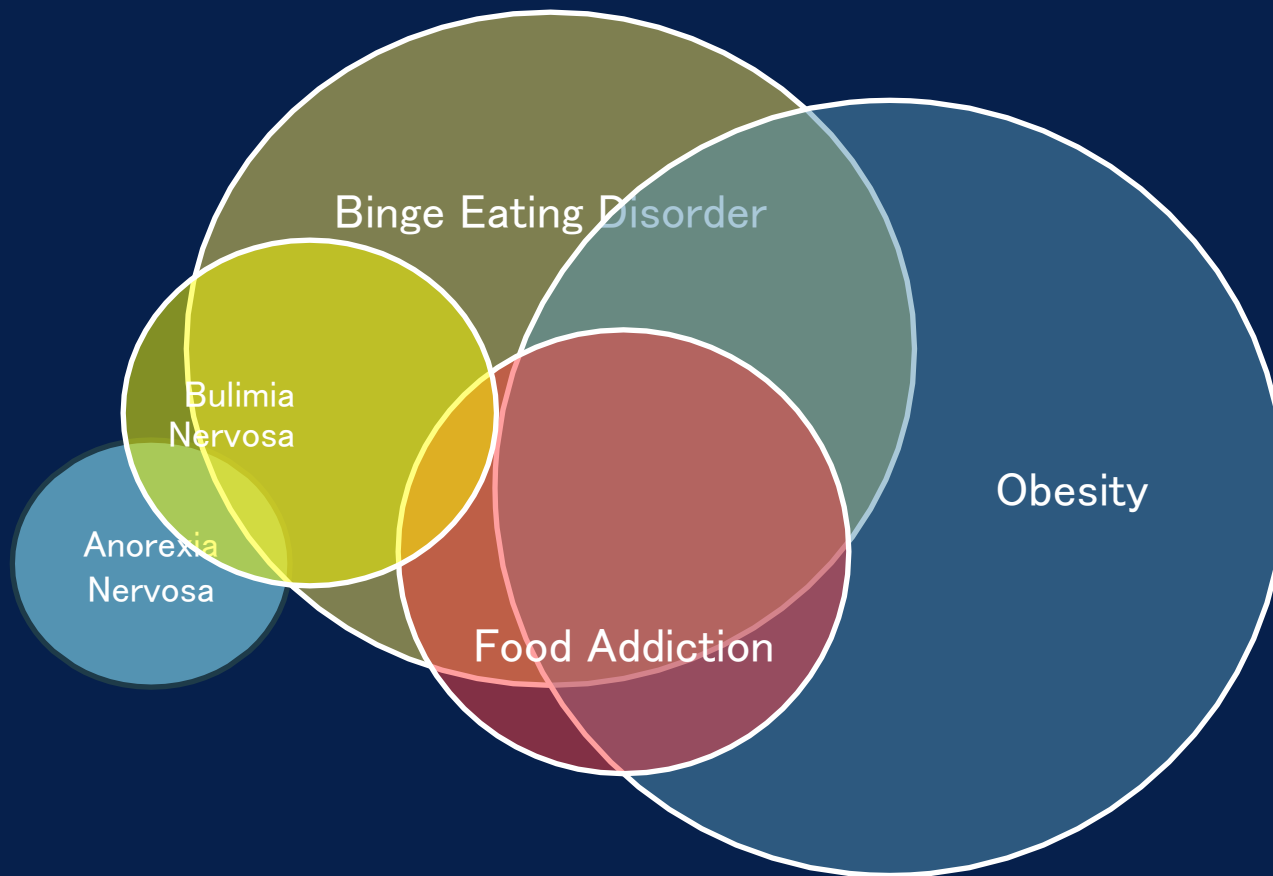 Binge Eating Disorder
Bulimia
Nervosa
Obesity
Anorexia
Nervosa
Food Addiction